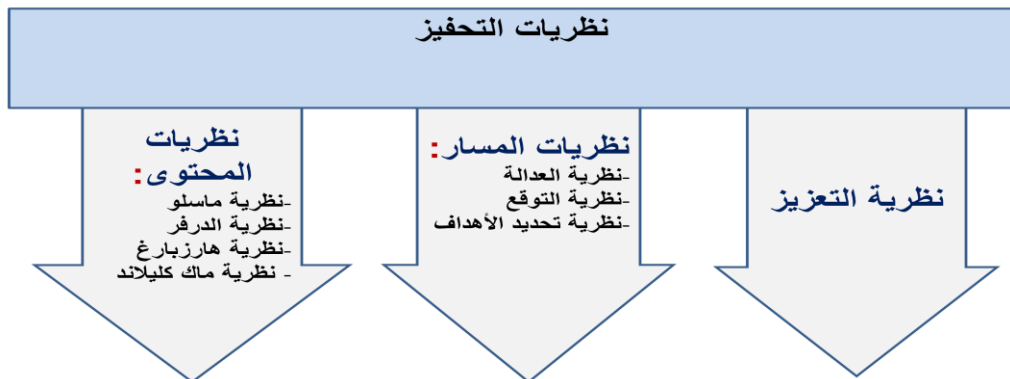 نظريات التحفيز
نظرية التعزيز
نظريات المسار:
-نظرية العدالة
-نظرية التوقع
-نظرية تحديد الأهداف
نظريات
المحتوى:
-نظرية ماسلو
-نظرية الدرفر
-نظرية هارزبارغ
- نظرية ماك كليلاند